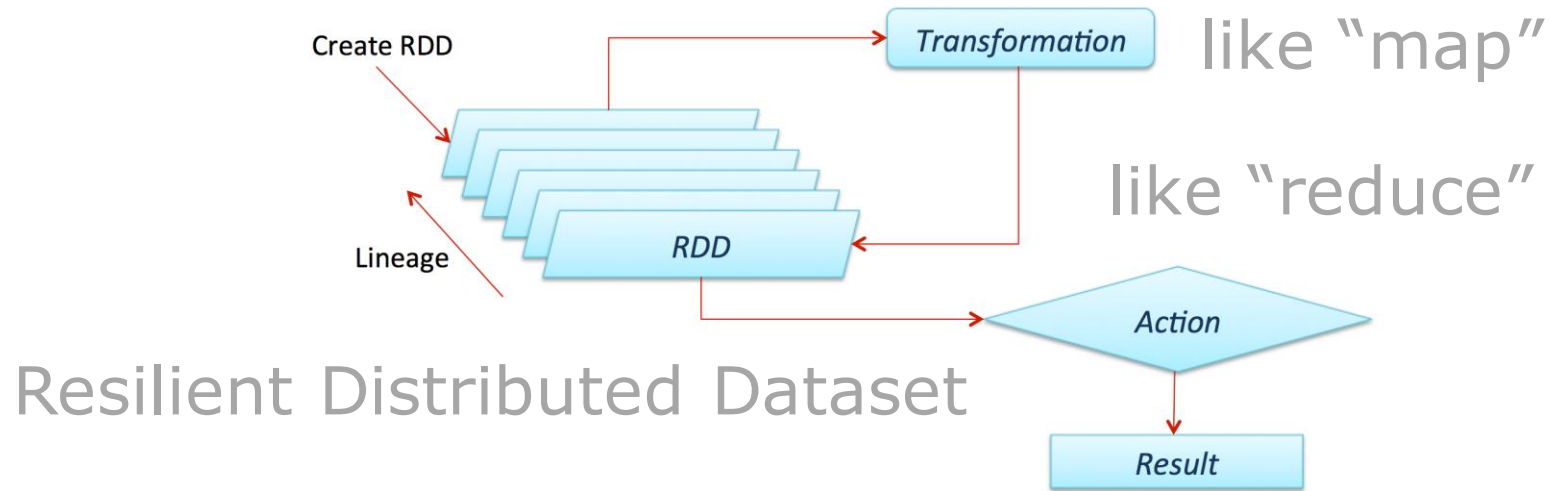 Create RDD
Transformation
like “map”
like “reduce”
RDD
Lineage
Action
Resilient Distributed Dataset
Result